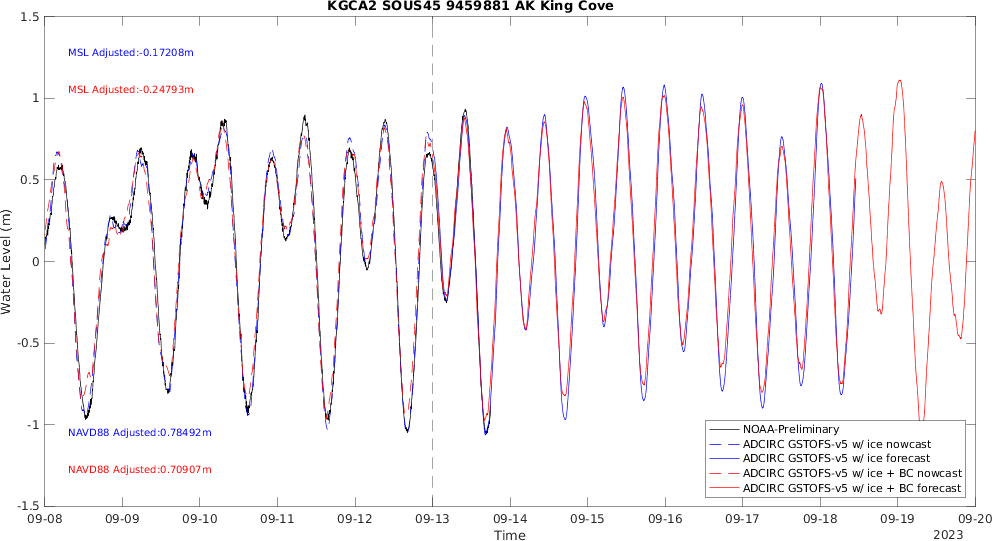 KGCA2 SOUS45 9459881 AK King Cove
MSL Adjusted:-0.17208m
MSL Adjusted:-0.24793m
NAVD88 Adjusted:0.78492m
NAVD88 Adjusted:0.70907m
Water Level (m)
1.5
1
0.5
0
-0.5
-1
-1.5
NOAA-Preliminary
ADCIRC GSTOFS-v5 w/ ice nowcast
ADCIRC GSTOFS-v5 w/ ice forecast
ADCIRC GSTOFS-v5 w/ ice + BC nowcast
ADCIRC GSTOFS-v5 w/ ice + BC forecast
09-08 09-09 09-10 09-11 09-12 09-13 09-14 09-15 09-16 09-17 09-18 09-19 09-20
Time
2023